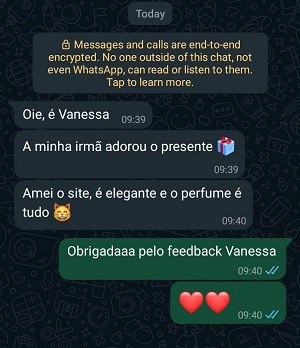 Today
🔒 Messages and calls are end-to-end
encrypted. No one outside of this chat, not
even WhatsApp, can read or listen to them.
Tap to learn more.
Oie, é Vanessa
09:39
A minha irmã adorou o presente 🎁
09:39
Amei o site, é elegante e o perfume é
tudo 😸
09:40
Obrigadaaa pelo feedback Vanessa
09:40
❤️❤️
09:40